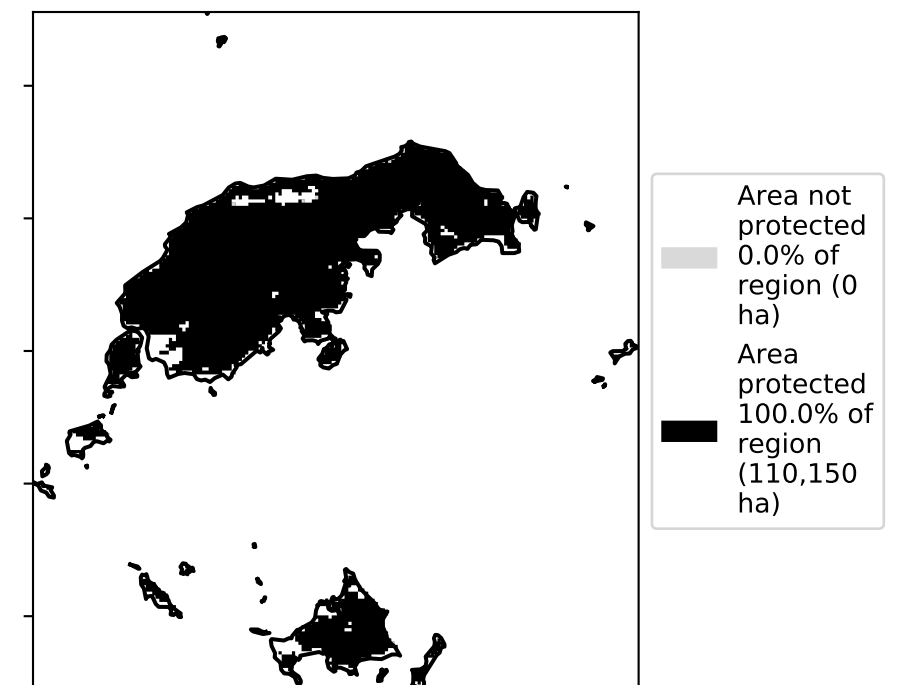 Area not
protected
0.0% of
region (0
ha)
Area
protected
100.0% of
region
(110,150
ha)